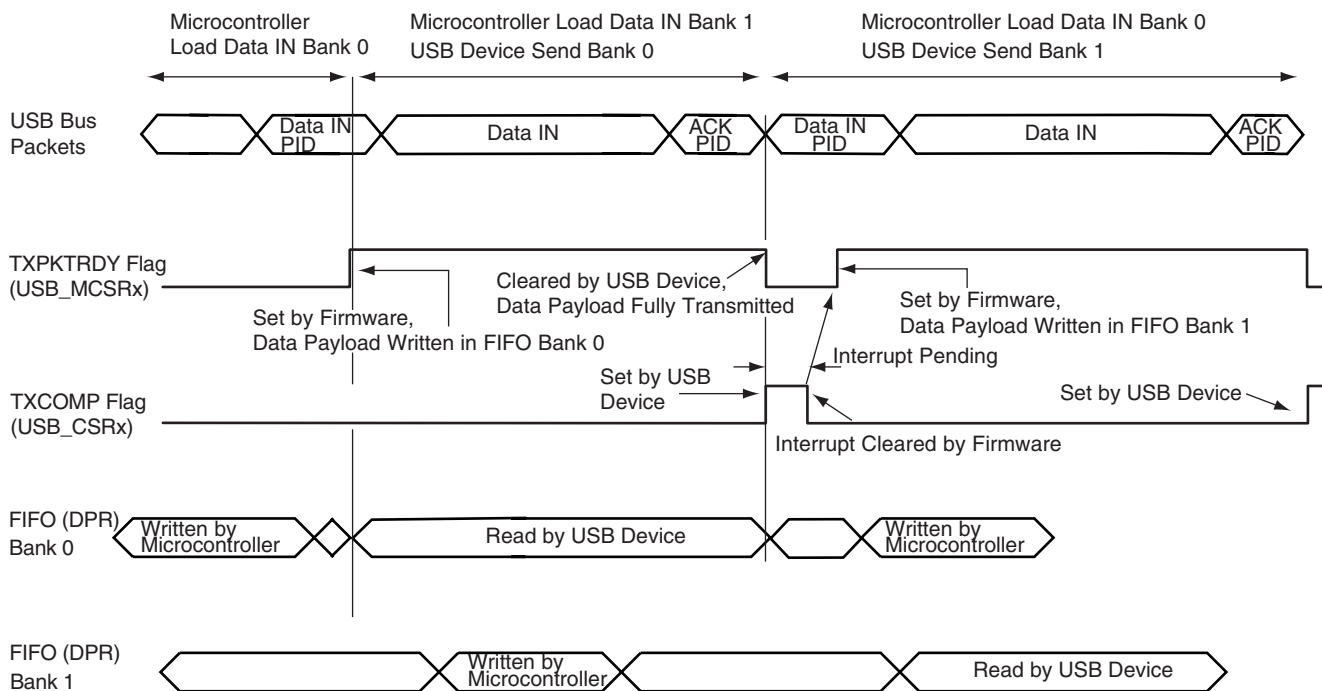 Microcontroller
Load Data IN Bank 0
Microcontroller Load Data IN Bank 1
USB Device Send Bank 0
Microcontroller Load Data IN Bank 0
USB Device Send Bank 1
USB Bus
Packets
Data IN
PID
Data IN
ACK
PID
Data IN
PID
Data IN
ACK
PID
TXPKTRDY Flag
(USB_MCSRx)
Set by Firmware,
Data Payload Written in FIFO Bank 0
Cleared by USB Device,
Data Payload Fully Transmitted
Set by Firmware,
Data Payload Written in FIFO Bank 1
Interrupt Pending
TXCOMP Flag
(USB_CSRx)
Set by USB
Device
Set by USB Device
Interrupt Cleared by Firmware
FIFO (DPR)
Bank 0
Written by
Microcontroller
Read by USB Device
Written by
Microcontroller
FIFO (DPR)
Bank 1
Written by
Microcontroller
Read by USB Device